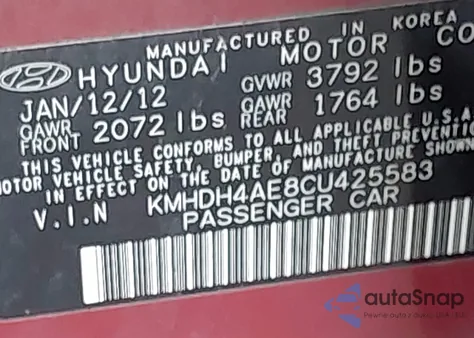 MANUFACTURED IN KOREA
HYUNDAI MOTOR CO
JAN/12/12 GVWR 3792 lbs
GAWR FRONT 2072 lbs GAWR REAR 1764 lbs
THIS VEHICLE CONFORMS TO ALL APPLICABLE U.S.A
MOTOR VEHICLE SAFETY, BUMPER, AND THEFT PREVENTION
IN EFFECT ON THE DATE OF MANUFACTURE SHOWN
V.I.N KMHDH4AE8CU425583
PASSENGER CAR
autoSnap